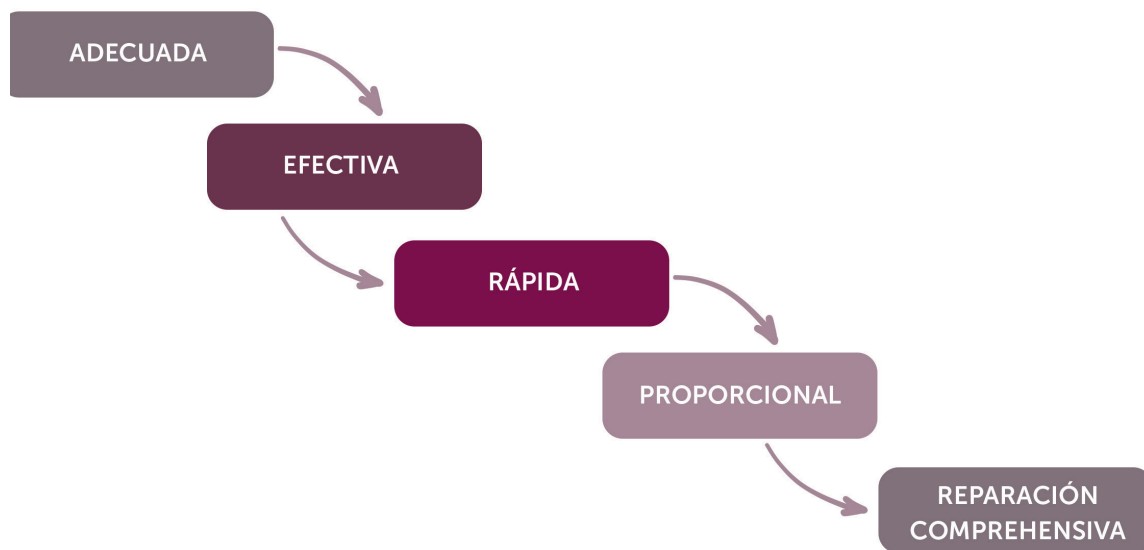 ADECUADA
EFECTIVA
RÁPIDA
PROPORCIONAL
REPARACIÓN
COMPREHENSIVA